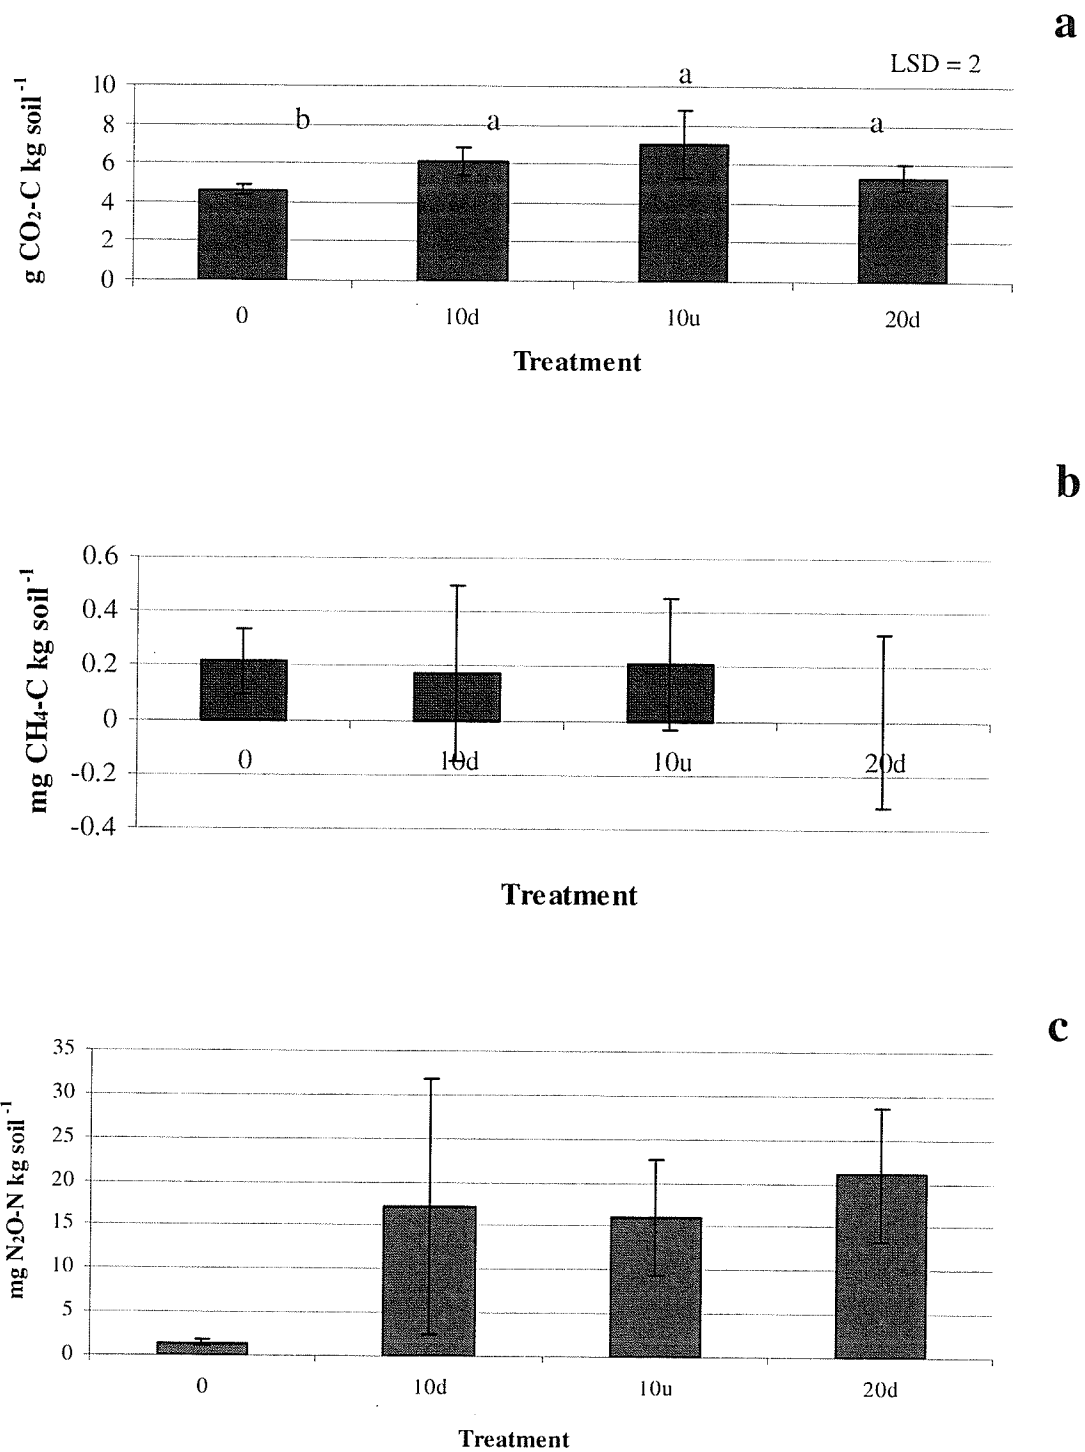 a
LSD = 2
a
b
a
a
g CO₂-C kg soil⁻¹
10
8
6
4
2
0
0 10d 10u 20d
Treatment
b
mg CH₄-C kg soil⁻¹
0.6
0.4
0.2
0
-0.2
-0.4
0 10d 10u 20d
Treatment
c
mg N₂O-N kg soil⁻¹
35
30
25
20
15
10
5
0
0 10d 10u 20d
Treatment